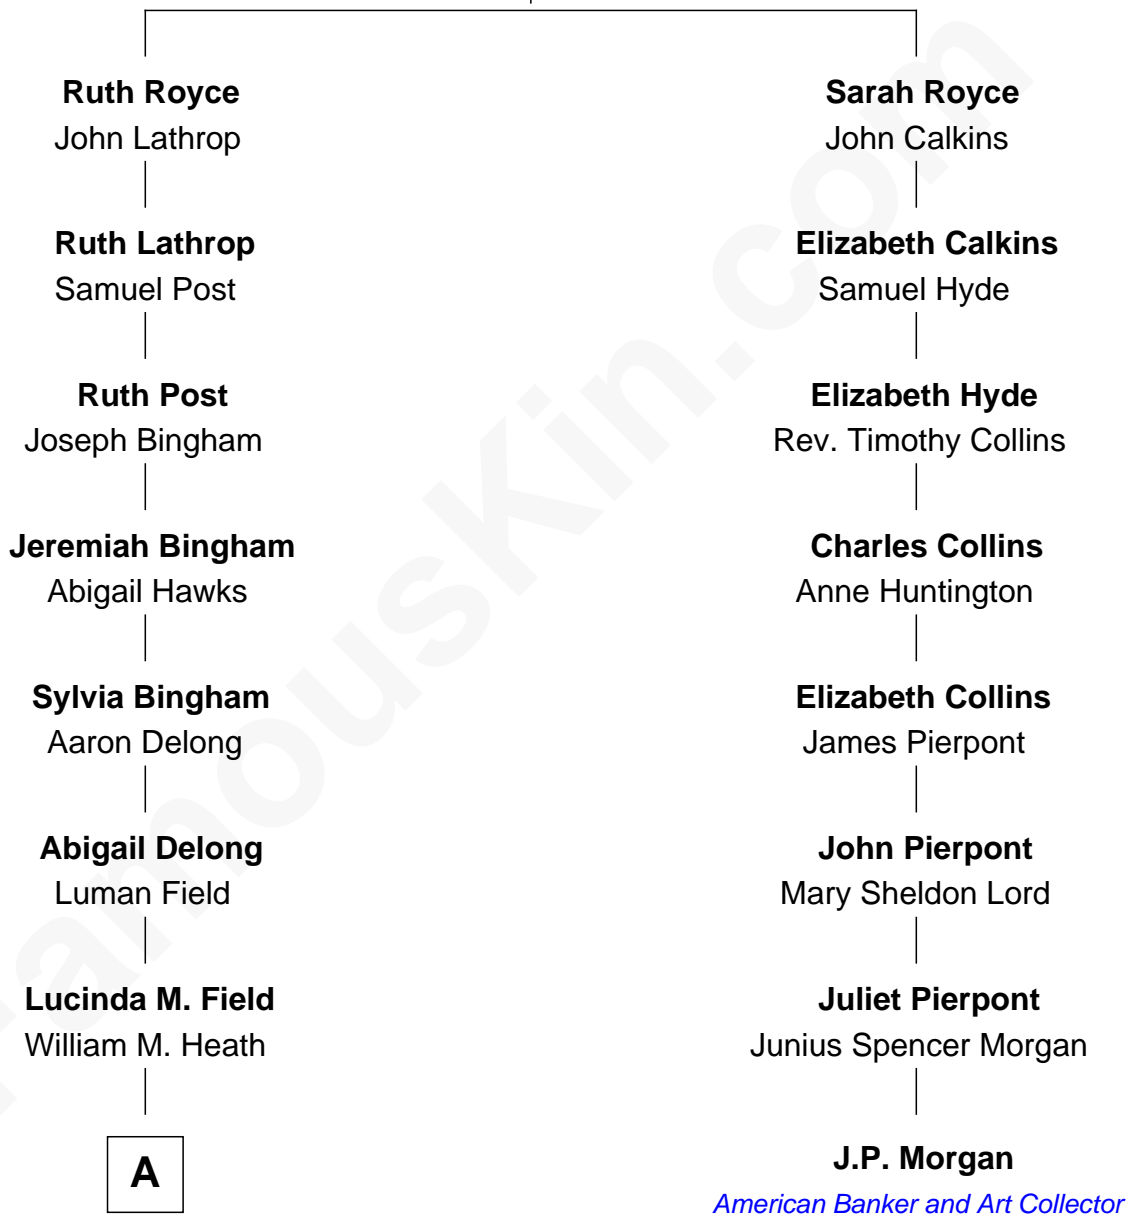 Ruth Royce
John Lathrop
Ruth Lathrop
Samuel Post
Ruth Post
Joseph Bingham
Jeremiah Bingham
Abigail Hawks
Sylvia Bingham
Aaron Delong
Abigail Delong
Luman Field
Lucinda M. Field
William M. Heath
A
Sarah Royce
John Calkins
Elizabeth Calkins
Samuel Hyde
Elizabeth Hyde
Rev. Timothy Collins
Charles Collins
Anne Huntington
Elizabeth Collins
James Pierpont
John Pierpont
Mary Sheldon Lord
Juliet Pierpont
Junius Spencer Morgan
J.P. Morgan
American Banker and Art Collector
FamousKin.com